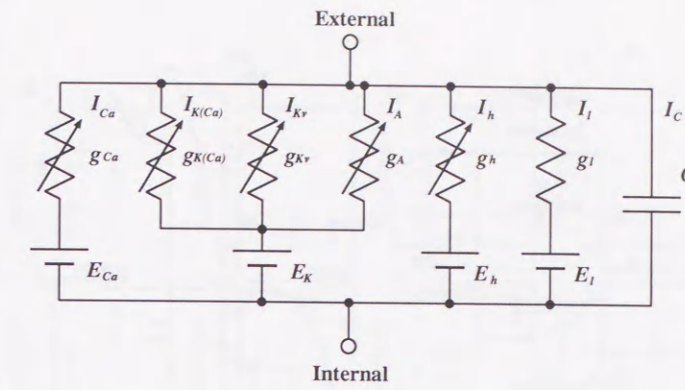 External
I_Ca I_K(Ca) I_Kv I_A I_h I_l I_C
g_Ca g_K(Ca) g_Kv g_A g_h g_l
E_Ca E_K E_h E_l
Internal